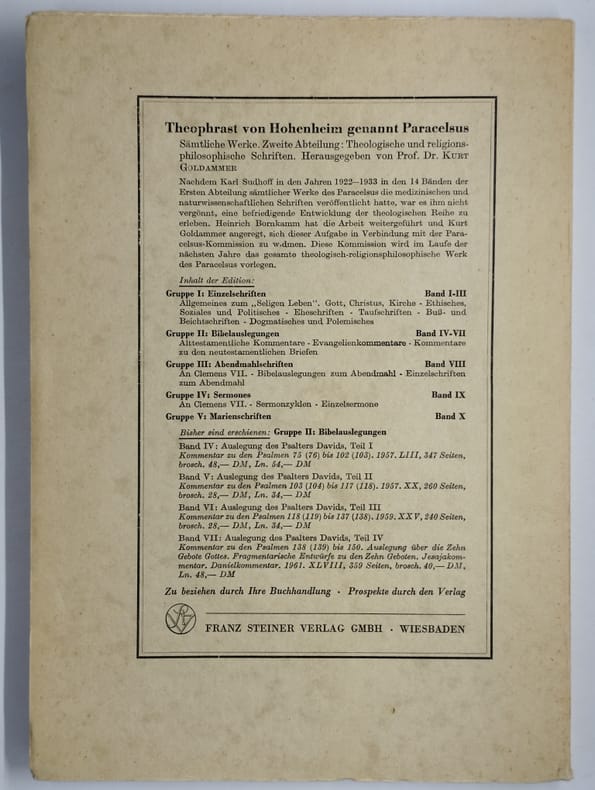 Theophrast von Hohenheim genannt Paracelsus
Sämtliche Werke. Zweite Abteilung: Theologische und religions-
philosophische Schriften. Herausgegeben von Prof. Dr. KURT
GOLDAMMER
Nachdem Karl Sudhoff in den Jahren 1922—1933 in den 14 Bänden der
Ersten Abteilung sämtlicher Werke des Paracelsus die medizinischen und
naturwissenschaftlichen Schriften veröffentlicht hatte, war es ihm nicht
vergönnt, eine befriedigende Entwicklung der theologischen Reihe zu
erleben. Heinrich Bornkamm hat die Arbeit weitergeführt und Kurt
Goldammer angeregt, sich dieser Aufgabe in Verbindung mit der Para-
celsus-Kommission zu widmen. Diese Kommission wird im Laufe der
nächsten Jahre das gesamte theologisch-religionsphilosophische Werk
des Paracelsus vorlegen.
Inhalt der Edition:
Gruppe I: Einzelschriften Band I-III
Allgemeines zum „Seligen Leben". Gott, Christus, Kirche - Ethisches,
Soziales und Politisches - Eheschriften - Taufschriften - Buß- und
Beichtschriften - Dogmatisches und Polemisches
Gruppe II: Bibelauslegungen Band IV-VII
Alttestamentliche Kommentare - Evangelienkommentare - Kommentare
zu den neutestamentlichen Briefen
Gruppe III: Abendmahlschriften Band VIII
An Clemens VII. - Bibelauslegungen zum Abendmahl - Einzelschriften
zum Abendmahl
Gruppe IV: Sermones Band IX
An Clemens VII. - Sermonzyklen - Einzelsermone
Gruppe V: Marienschriften Band X
Bisher sind erschienen: Gruppe II: Bibelauslegungen
Band IV: Auslegung des Psalters Davids, Teil I
Kommentar zu den Psalmen 75 (76) bis 102 (103). 1957. LIII, 347 Seiten,
brosch. 48,— DM, Ln. 54,— DM
Band V: Auslegung des Psalters Davids, Teil II
Kommentar zu den Psalmen 103 (104) bis 117 (118). 1957. XX, 260 Seiten,
brosch. 28,— DM, Ln. 34,— DM
Band VI: Auslegung des Psalters Davids, Teil III
Kommentar zu den Psalmen 118 (119) bis 137 (138). 1959. XXV, 240 Seiten,
brosch. 28,— DM, Ln. 34,— DM
Band VII: Auslegung des Psalters Davids, Teil IV
Kommentar zu den Psalmen 138 (139) bis 150. Auslegung über die Zehn
Gebote Gottes. Fragmentarische Entwürfe zu den Zehn Geboten. Jesajakom-
mentar. Danielkommentar. 1961. XLVIII, 359 Seiten, brosch. 40,— DM,
Ln. 48,— DM
Zu beziehen durch Ihre Buchhandlung · Prospekte durch den Verlag
FRANZ STEINER VERLAG GMBH · WIESBADEN